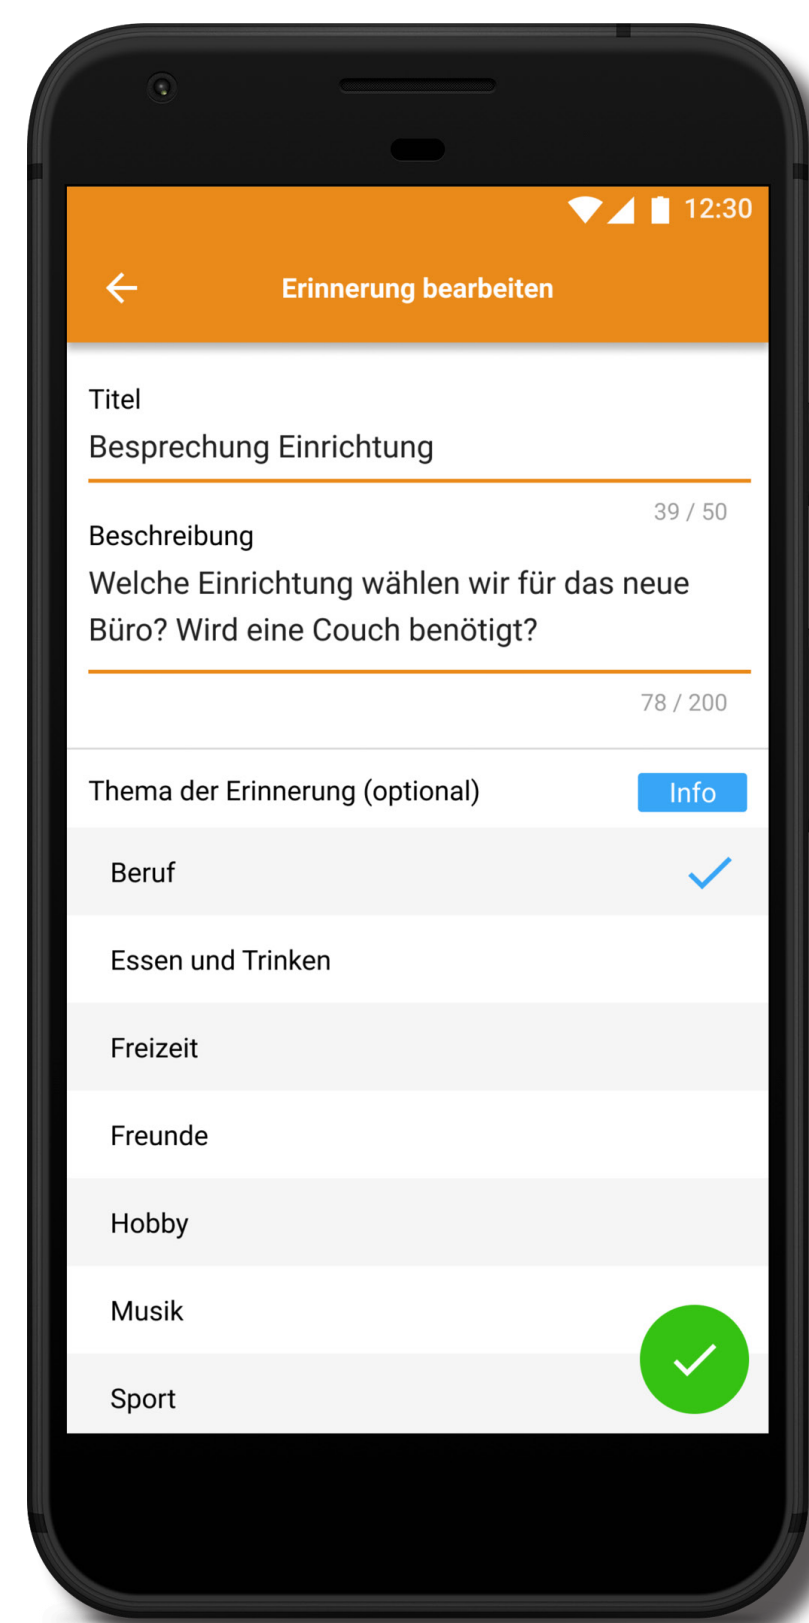 12:30
Erinnerung bearbeiten
Titel
Besprechung Einrichtung
39 / 50
Beschreibung
Welche Einrichtung wählen wir für das neue
Büro? Wird eine Couch benötigt?
78 / 200
Thema der Erinnerung (optional) Info
Beruf
Essen und Trinken
Freizeit
Freunde
Hobby
Musik
Sport